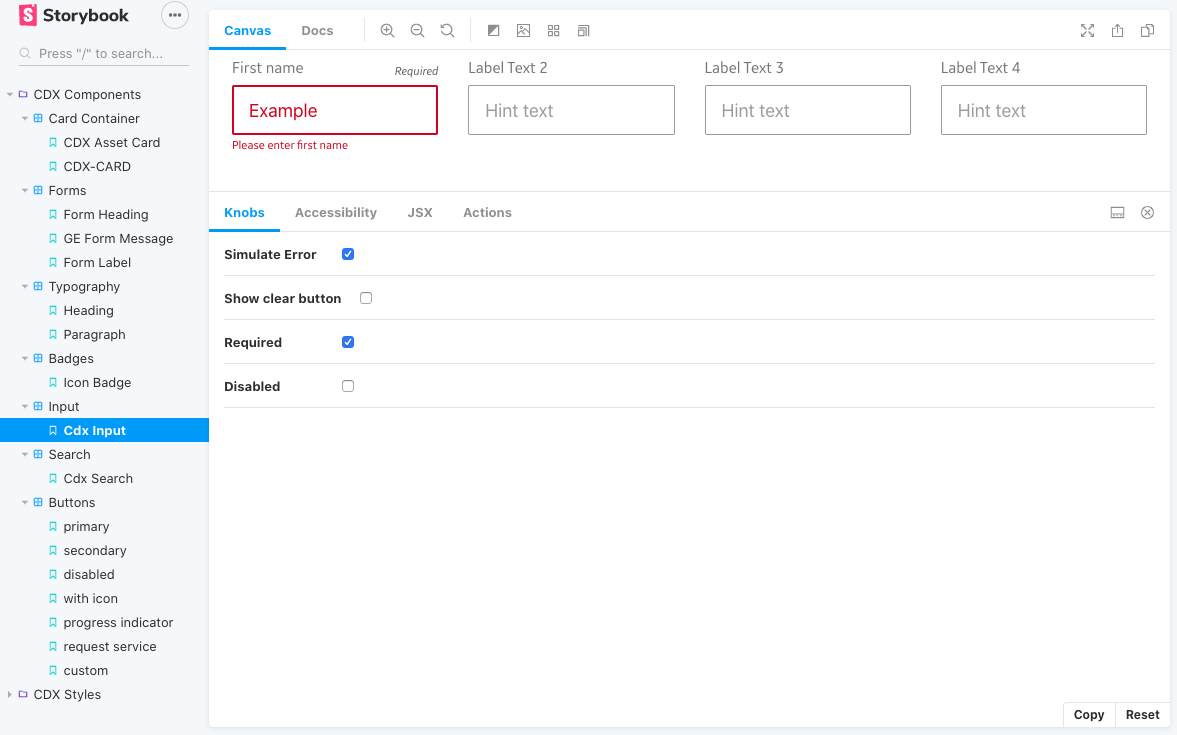 Storybook
Press "/" to search...
CDX Components
Card Container
CDX Asset Card
CDX-CARD
Forms
Form Heading
GE Form Message
Form Label
Typography
Heading
Paragraph
Badges
Icon Badge
Input
Cdx Input
Search
Cdx Search
Buttons
primary
secondary
disabled
with icon
progress indicator
request service
custom
CDX Styles
Canvas Docs
First name Required Label Text 2 Label Text 3 Label Text 4
Example Hint text Hint text Hint text
Please enter first name
Knobs Accessibility JSX Actions
Simulate Error
Show clear button
Required
Disabled
Copy Reset